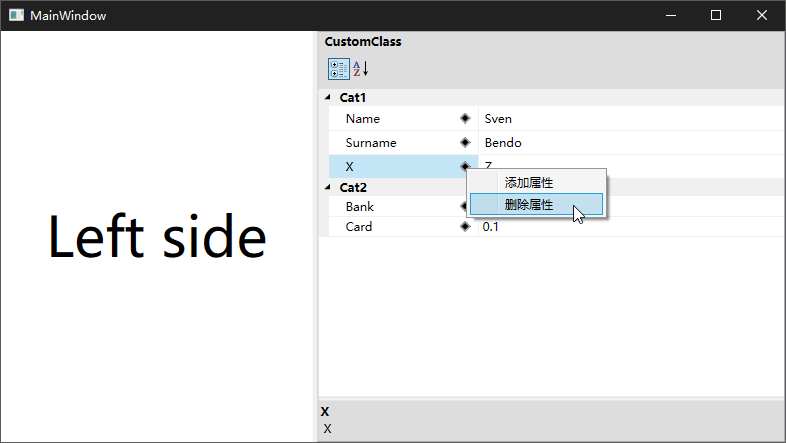 MainWindow
Left side
CustomClass
A
Z
Cat1
Name Sven
Surname Bendo
X Z
添加属性
Cat2
删除属性
Bank
Card 0.1
X
X